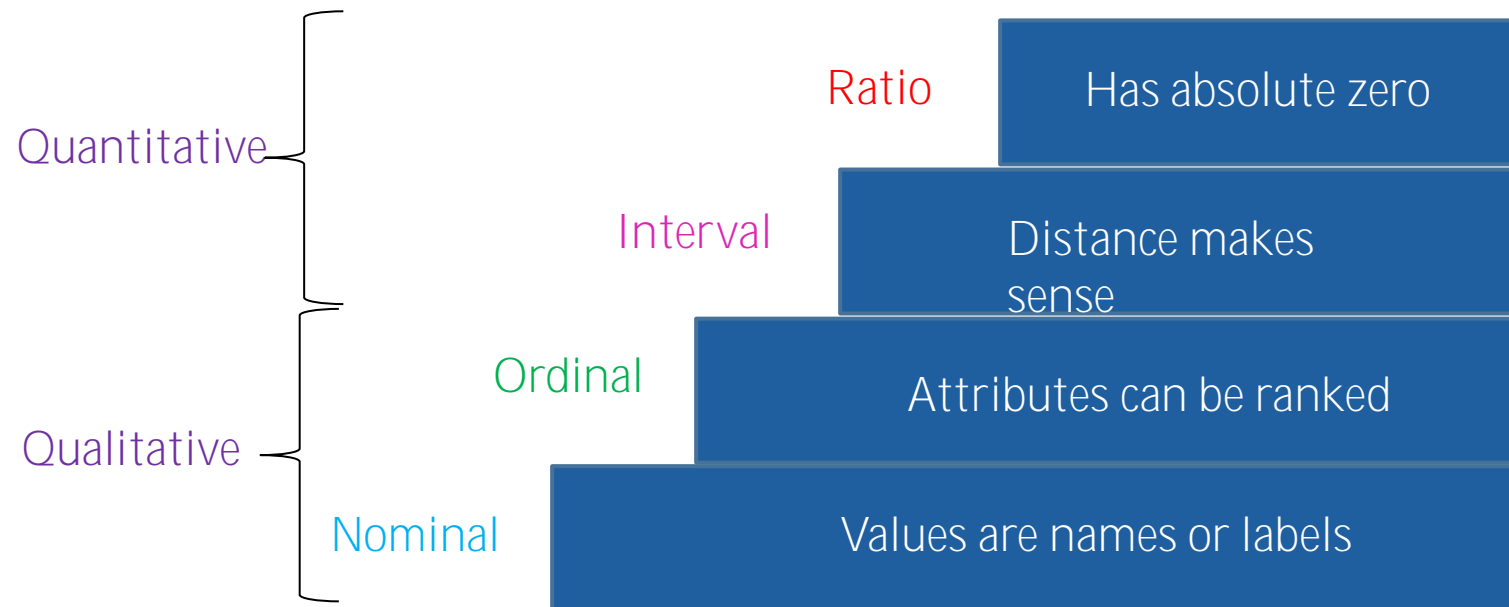 Ratio
Has absolute zero
Quantitative
Interval
Distance makes
sense
Ordinal
Attributes can be ranked
Qualitative
Nominal
Values are names or labels